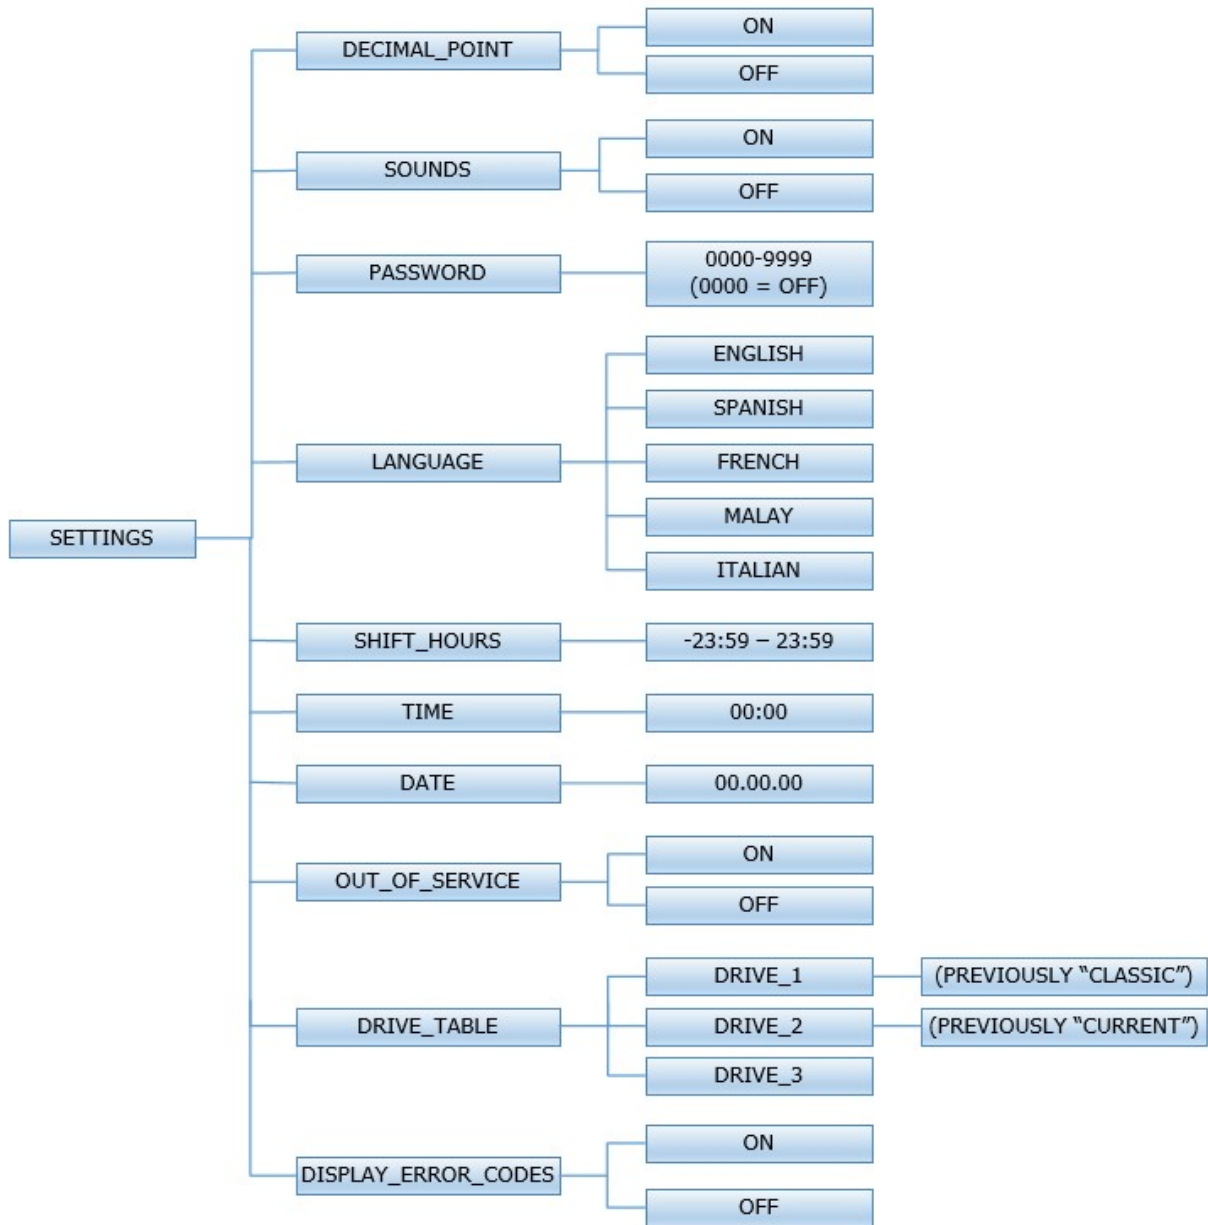 DECIMAL_POINT
ON
OFF
SOUNDS
ON
OFF
PASSWORD
0000-9999
(0000 = OFF)
LANGUAGE
ENGLISH
SPANISH
FRENCH
MALAY
ITALIAN
SETTINGS
SHIFT_HOURS
-23:59 – 23:59
TIME
00:00
DATE
00.00.00
OUT_OF_SERVICE
ON
OFF
DRIVE_TABLE
DRIVE_1
(PREVIOUSLY “CLASSIC”)
DRIVE_2
(PREVIOUSLY “CURRENT”)
DRIVE_3
DISPLAY_ERROR_CODES
ON
OFF